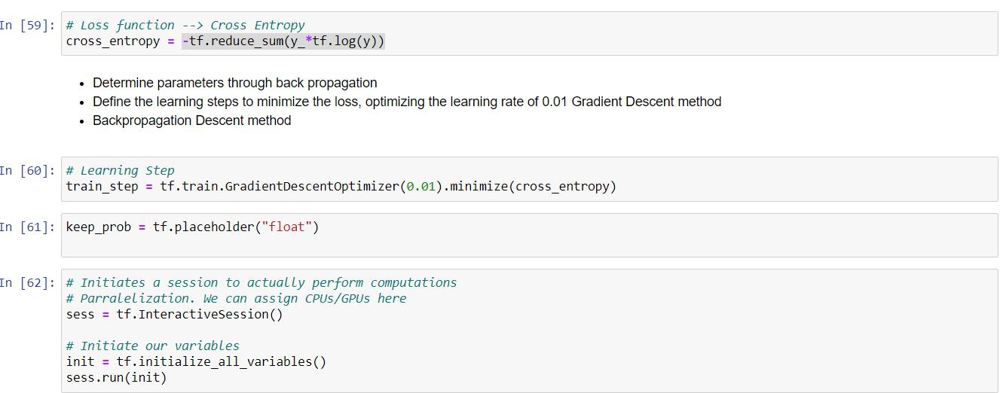 In [59]: # Loss function --> Cross Entropy
cross_entropy = -tf.reduce_sum(y_*tf.log(y))
• Determine parameters through back propagation
• Define the learning steps to minimize the loss, optimizing the learning rate of 0.01 Gradient Descent method
• Backpropagation Descent method
In [60]: # Learning Step
train_step = tf.train.GradientDescentOptimizer(0.01).minimize(cross_entropy)
In [61]: keep_prob = tf.placeholder("float")
In [62]: # Initiates a session to actually perform computations
# Parralelization. We can assign CPUs/GPUs here
sess = tf.InteractiveSession()
# Initiate our variables
init = tf.initialize_all_variables()
sess.run(init)